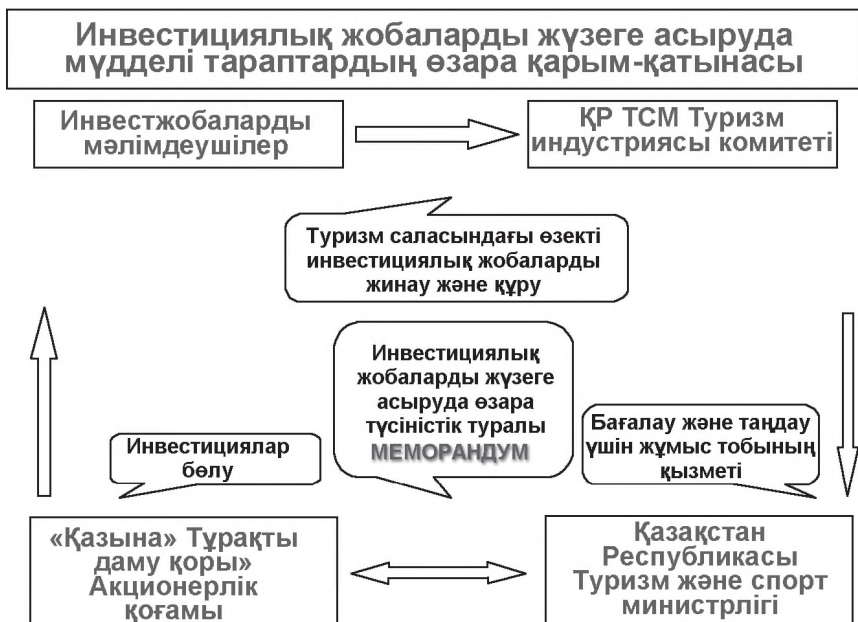 Инвестициялық жобаларды жүзеге асыруда
мүдделі тараптардың өзара қарым-қатынасы
Инвестжобаларды
мәлімдеушілер
ҚР ТСМ Туризм
индустриясы комитеті
Туризм саласындағы өзекті
инвестициялық жобаларды
жинау және құру
Инвестициялық
жобаларды жүзеге
асыруда өзара
түсіністік туралы
МЕМОРАНДУМ
Инвестициялар
бөлу
Бағалау және таңдау
үшін жұмыс тобының
қызметі
«Қазына» Тұрақты
даму қоры»
Акционерлік
қоғамы
Қазақстан
Республикасы
Туризм және спорт
министрлігі